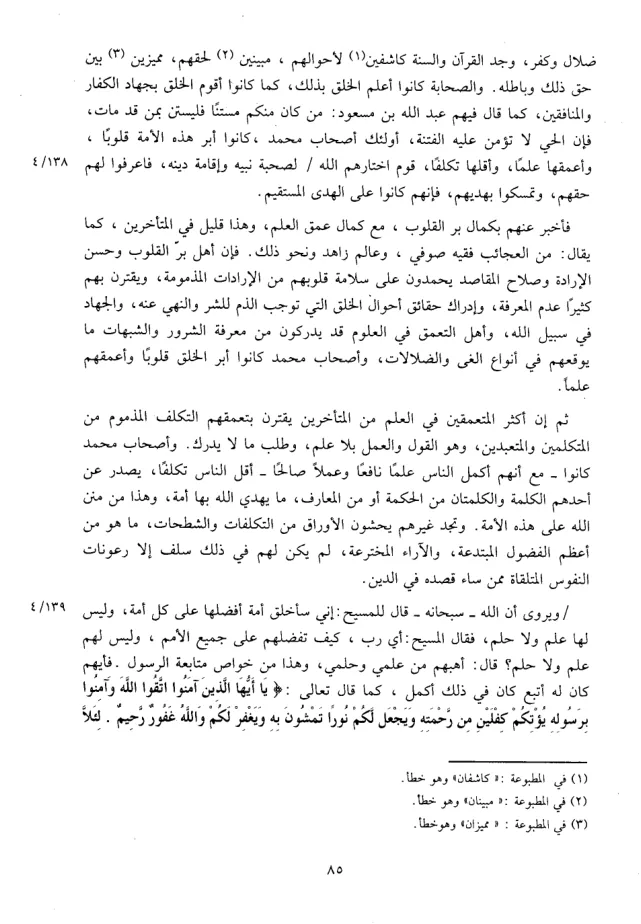 ضلال وكفر، وجد القرآن والسنة كاشفين(١) لأحوالهم ، مبينين (٢) لحقهم، مميزين (٣) بين
حق ذلك وباطله. والصحابة كانوا أعلم الخلق بذلك، كما كانوا أقوم الخلق بجهاد الكفار
والمنافقين، كما قال فيهم عبد الله بن مسعود: من كان منكم مستنًا فليستن بمن قد مات،
فإن الحي لا تؤمن عليه الفتنة، أولئك أصحاب محمد ،كانوا أبر هذه الأمة قلوبًا ،
وأعمقها علمًا، وأقلها تكلفًا، قوم اختارهم الله / لصحبة نبيه وإقامة دينه، فاعرفوا لهم
٤/١٣٨
حقهم، وتمسكوا بهديهم، فإنهم كانوا على الهدى المستقيم.
فأخبر عنهم بكمال بر القلوب ، مع كمال عمق العلم، وهذا قليل في المتأخرين ، كما
يقال: من العجائب فقيه صوفي ، وعالم زاهد ونحو ذلك. فإن أهل برّ القلوب وحسن
الإرادة وصلاح المقاصد يحمدون على سلامة قلوبهم من الإرادات المذمومة، ويقترن بهم
كثيرًا عدم المعرفة، وإدراك حقائق أحوال الخلق التي توجب الذم للشر والنهي عنه، والجهاد
في سبيل الله، وأهل التعمق في العلوم قد يدركون من معرفة الشرور والشبهات ما
يوقعهم في أنواع الغى والضلالات، وأصحاب محمد كانوا أبر الخلق قلوبًا وأعمقهم
علماً.
ثم إن أكثر المتعمقين في العلم من المتأخرين يقترن بتعمقهم التكلف المذموم من
المتكلمين والمتعبدين، وهو القول والعمل بلا علم، وطلب ما لا يدرك. وأصحاب محمد
كانوا ـ مع أنهم أكمل الناس علمًا نافعًا وعملاً صالحًا ـ أقل الناس تكلفًا، يصدر عن
أحدهم الكلمة والكلمتان من الحكمة أو من المعارف، ما يهدي الله بها أمة، وهذا من منن
الله على هذه الأمة. وتجد غيرهم يحشون الأوراق من التكلفات والشطحات، ما هو من
أعظم الفضول المبتدعة، والآراء المخترعة، لم يكن لهم في ذلك سلف إلا رعونات
النفوس المتلقاة ممن ساء قصده في الدين.
/ ويروى أن الله ـ سبحانه ـ قال للمسيح:إني سأخلق أمة أفضلها على كل أمة، وليس
٤/١٣٩
لها علم ولا حلم، فقال المسيح:أي رب ، كيف تفضلهم على جميع الأمم ، وليس لهم
علم ولا حلم؟ قال: أهبهم من علمي وحلمي، وهذا من خواص متابعة الرسول . فأيهم
كان له أتبع كان في ذلك أكمل ، كما قال تعالى :﴿ يَا أَيُّهَا الَّذِينَ آمَنُوا اتَّقُوا اللَّهَ وَآمِنُوا
بِرَسُولِهِ يُؤْتِكُمْ كِفْلَيْنِ مِن رَّحْمَتِهِ وَيَجْعَل لَّكُمْ نُورًا تَمْشُونَ بِهِ وَيَغْفِرْ لَكُمْ وَاللَّهُ غَفُورٌ رَّحِيمٌ . لِئَلاَّ
(١) في المطبوعة :« كاشفان» وهو خطأ.
(٢) في المطبوعة :« مبينان» وهو خطأ.
(٣) في المطبوعة : « مميزان» وهوخطأ.
٨٥